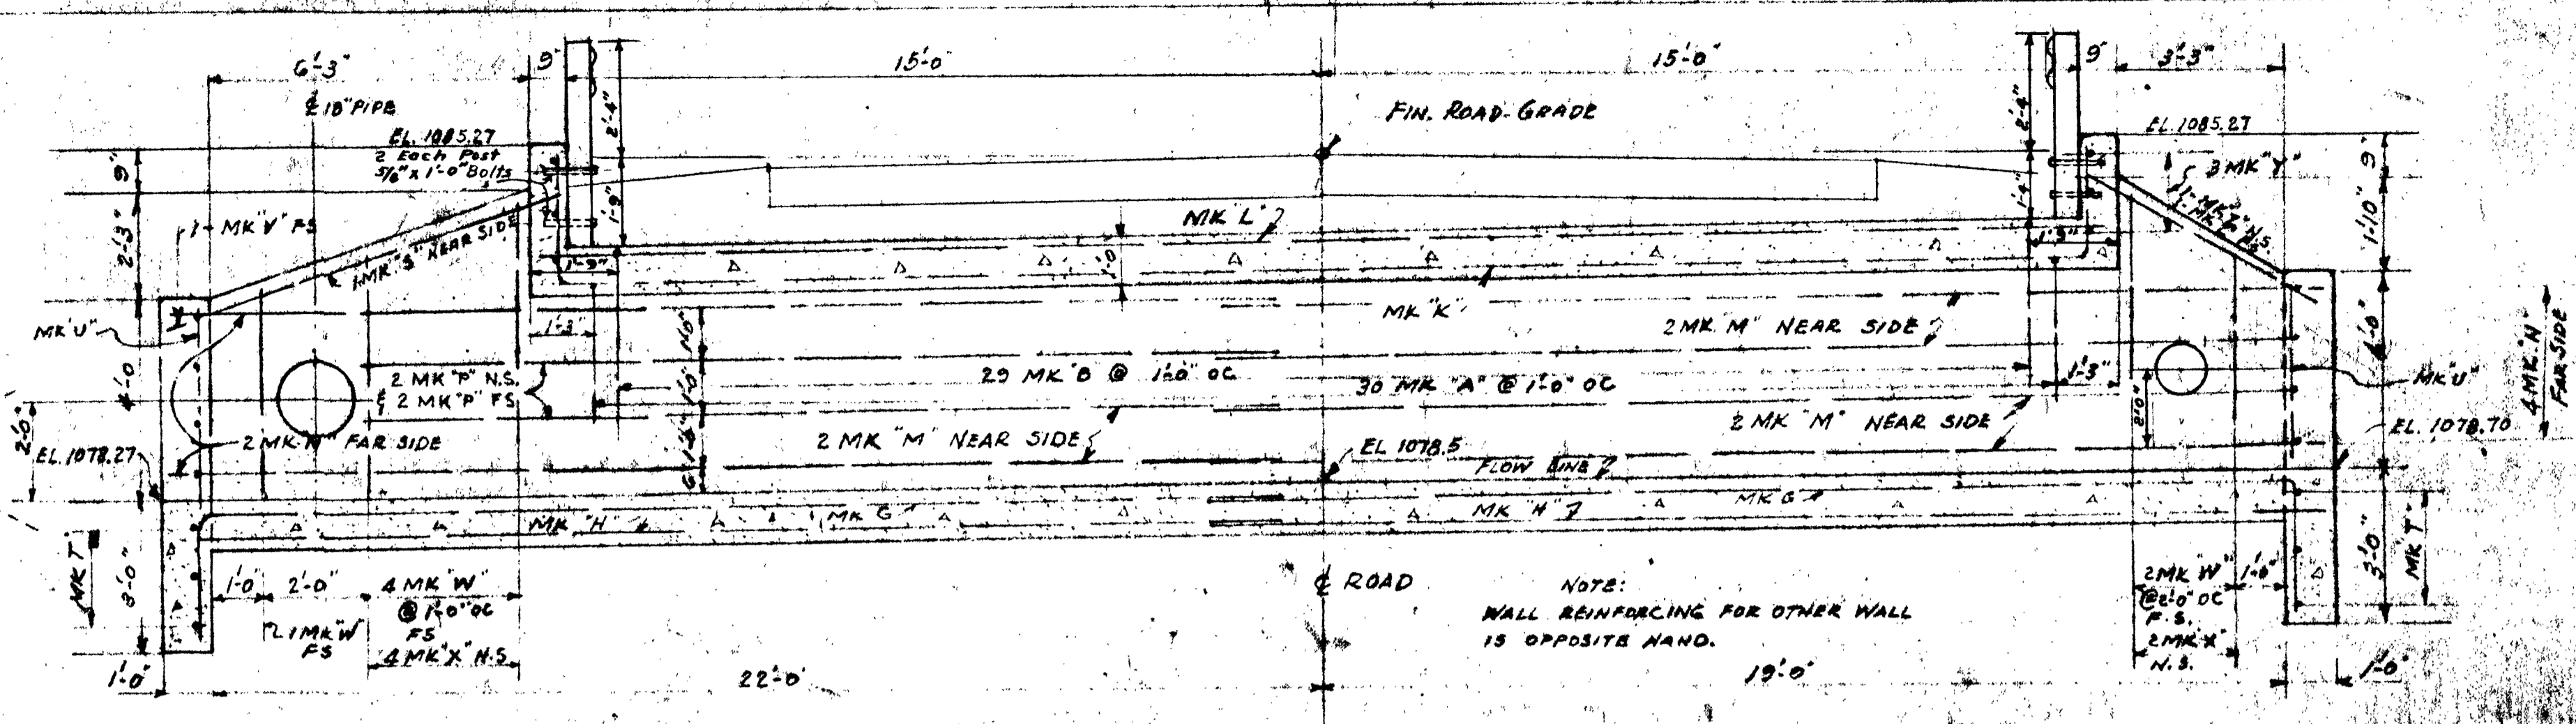 6'-3"
9"
15'-0"
15'-0"
9"
3'-3"
℄ 18" PIPE
2'-4"
FIN. ROAD GRADE
2'-4"
EL. 1085.27
2 Each Post
5/8" x 1'-0" Bolts
EL. 1085.27
9"
9"
3 MK "Y"
1'-9"
1'-4"
1- MK "V" FS
1 MK "S" NEAR SIDE
MK "L"
2'-3"
1'-10"
1'-9"
1'-0"
1'-9"
MK "U"
1'-3"
MK "K"
2 MK "M" NEAR SIDE
4'-0"
4 MK "N"
FAR SIDE
4'-0
2 MK "P" N.S.
& 2 MK "P" FS
29 MK "B" @ 1'-0" OC
30 MK "A" @ 1'-0" OC
1'-3"
MK "U"
2'-0"
2'-0"
2 MK "N" FAR SIDE
2 MK "M" NEAR SIDE
2 MK "M" NEAR SIDE
EL. 1078.27
EL 1078.5
FLOW LINE
EL. 1078.70
MK "H"
MK G
MK "H"
MK G
MK T
3'-0"
1'-0"
2'-0"
4 MK "W"
@ 1'-0" OC
FS
4 MK "X" N.S.
1 MK "W"
FS
℄ ROAD
NOTE:
WALL REINFORCING FOR OTHER WALL
IS OPPOSITE HAND.
2 MK "W"
@ 2'-0" OC
F.S.
2 MK "X"
N.S.
1'-0"
3'-0"
MK T
1'-0"
22'-0"
19'-0"
1'-0"